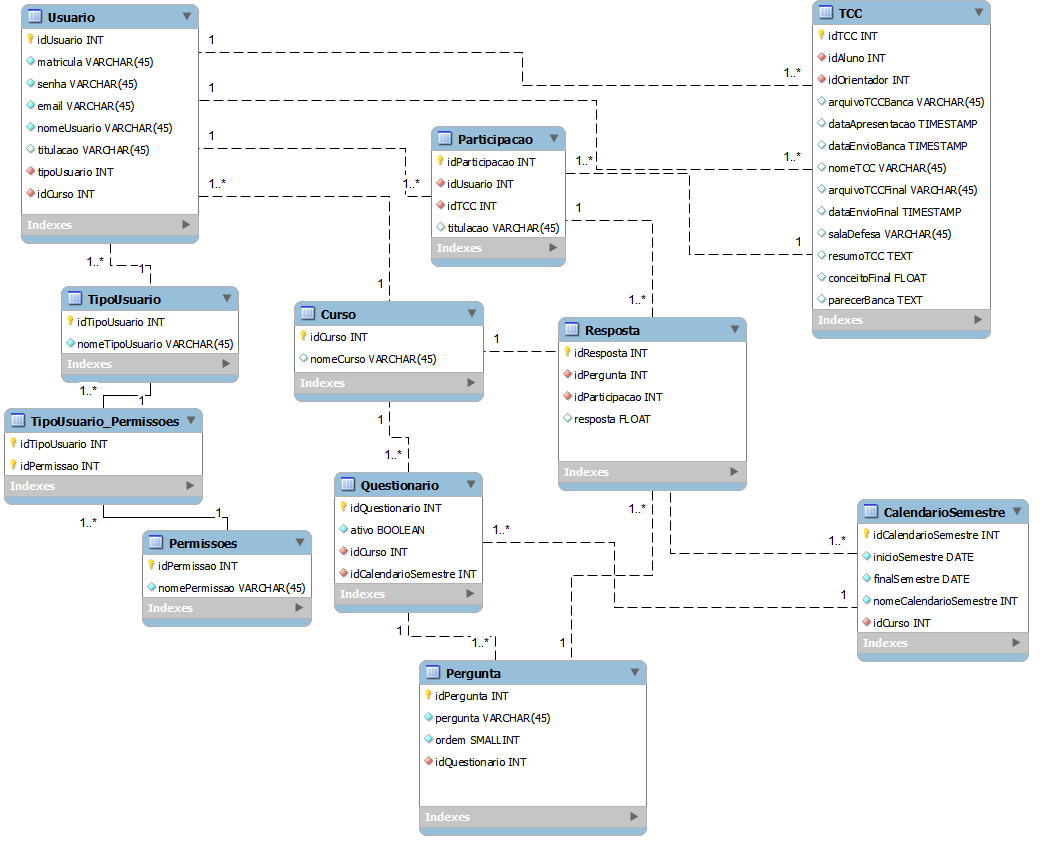 Usuario
idUsuario INT
matricula VARCHAR(45)
senha VARCHAR(45)
email VARCHAR(45)
nomeUsuario VARCHAR(45)
titulacao VARCHAR(45)
tipoUsuario INT
idCurso INT
Indexes
1
1
1
1..*
1..*
1
TipoUsuario
idTipoUsuario INT
nomeTipoUsuario VARCHAR(45)
Indexes
1..*
1
TipoUsuario_Permissoes
idTipoUsuario INT
idPermissao INT
Indexes
1..*
1
Permissoes
idPermissao INT
nomePermissao VARCHAR(45)
Indexes
Participacao
idParticipacao INT
idUsuario INT
idTCC INT
titulacao VARCHAR(45)
Indexes
1..*
1..*
1
TCC
idTCC INT
idAluno INT
idOrientador INT
arquivoTCCBanca VARCHAR(45)
dataApresentacao TIMESTAMP
dataEnvioBanca TIMESTAMP
nomeTCC VARCHAR(45)
arquivoTCCFinal VARCHAR(45)
dataEnvioFinal TIMESTAMP
salaDefesa VARCHAR(45)
resumoTCC TEXT
conceitoFinal FLOAT
parecerBanca TEXT
Indexes
1..*
1..*
1
1
Curso
idCurso INT
nomeCurso VARCHAR(45)
Indexes
1
1
1..*
1..*
Resposta
idResposta INT
idPergunta INT
idParticipacao INT
resposta FLOAT
Indexes
1..*
Questionario
idQuestionario INT
ativo BOOLEAN
idCurso INT
idCalendarioSemestre INT
Indexes
1..*
1
1..*
1
CalendarioSemestre
idCalendarioSemestre INT
inicioSemestre DATE
finalSemestre DATE
nomeCalendarioSemestre INT
idCurso INT
Indexes
1..*
1
Pergunta
idPergunta INT
pergunta VARCHAR(45)
ordem SMALLINT
idQuestionario INT
Indexes